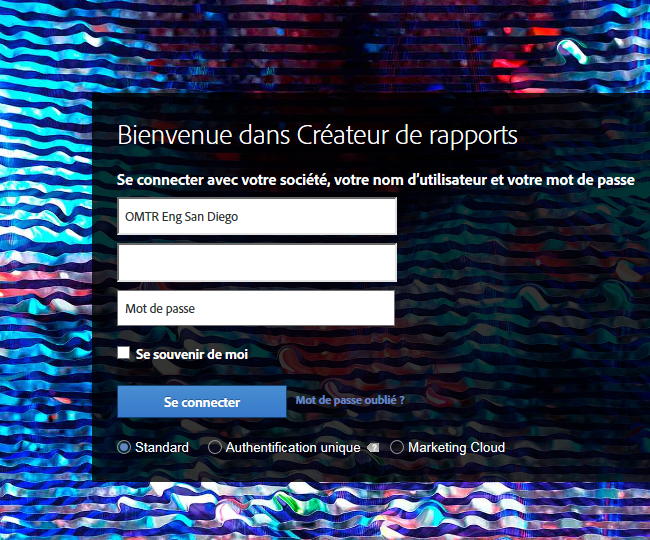 Bienvenue dans Créateur de rapports
Se connecter avec votre société, votre nom d'utilisateur et votre mot de passe
OMTR Eng San Diego
Mot de passe
Se souvenir de moi
Se connecter Mot de passe oublié ?
Standard Authentification unique ? Marketing Cloud